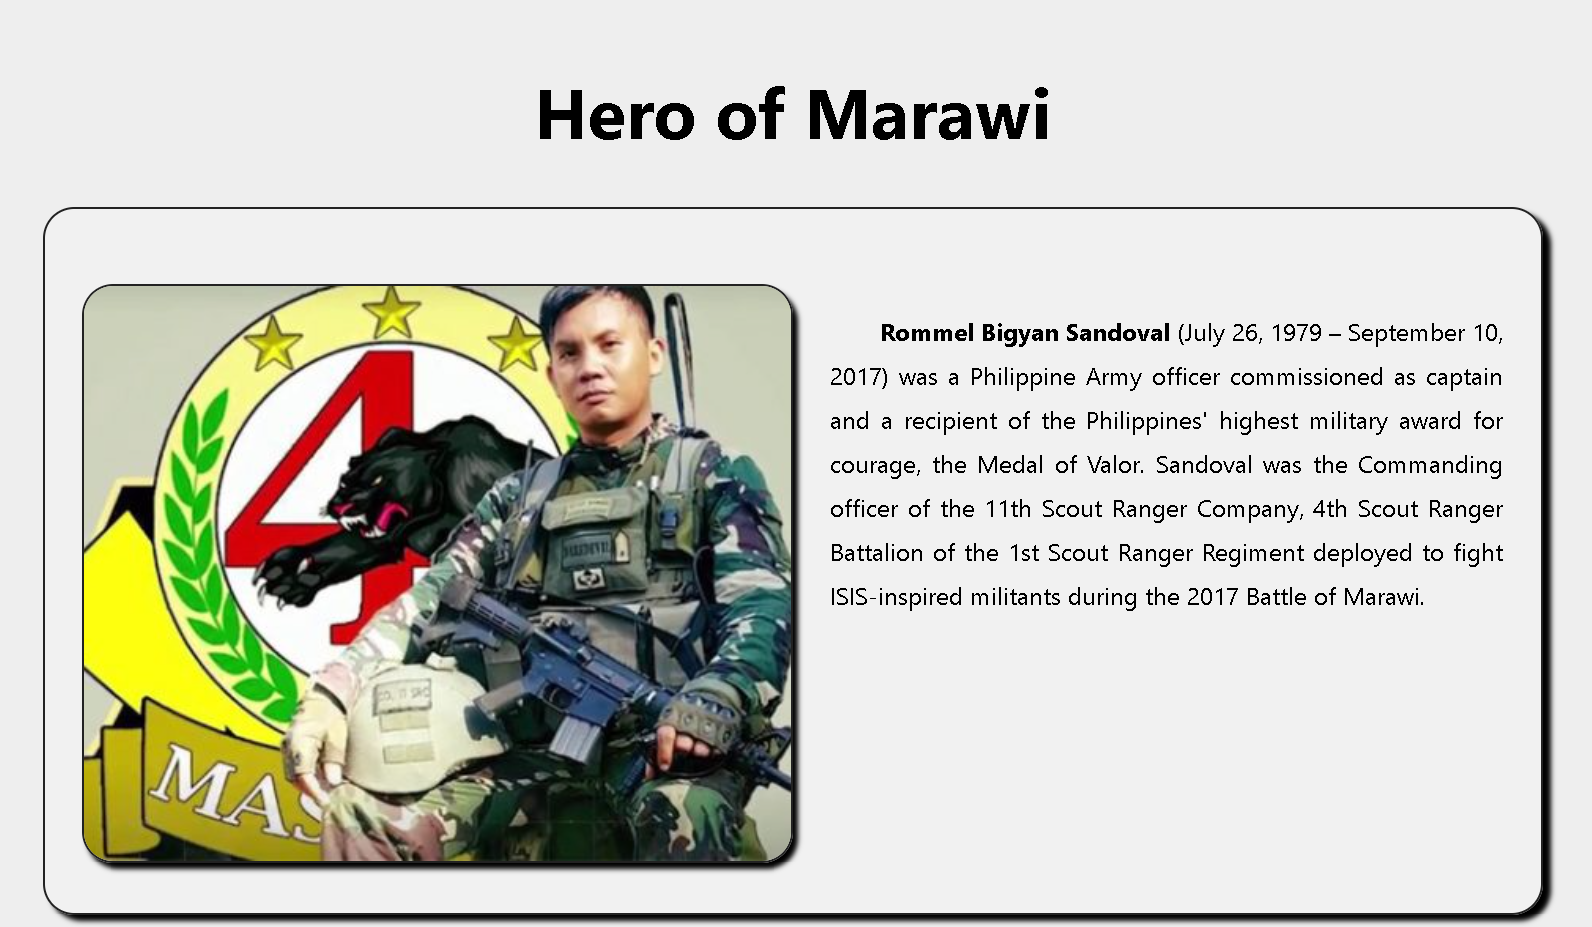 Hero of Marawi
4
MAS
Rommel Bigyan Sandoval (July 26, 1979 – September 10,
2017) was a Philippine Army officer commissioned as captain
and a recipient of the Philippines' highest military award for
courage, the Medal of Valor. Sandoval was the Commanding
officer of the 11th Scout Ranger Company, 4th Scout Ranger
Battalion of the 1st Scout Ranger Regiment deployed to fight
ISIS-inspired militants during the 2017 Battle of Marawi.